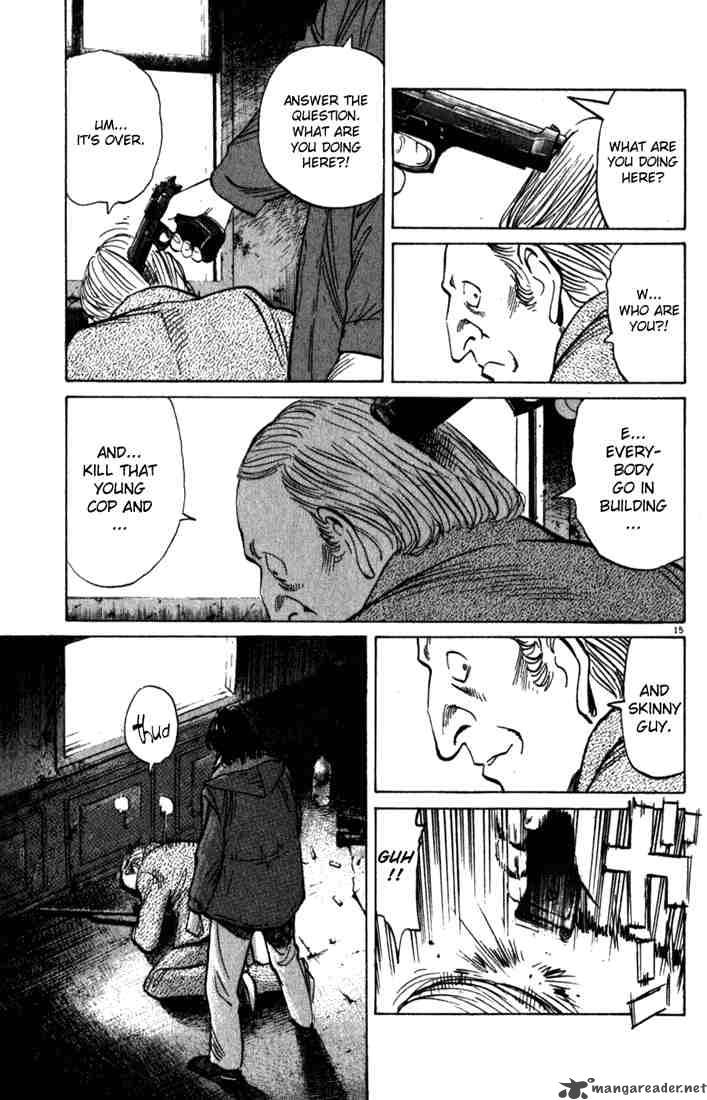 WHAT ARE
YOU DOING
HERE?
ANSWER THE
QUESTION.
WHAT ARE
YOU DOING
HERE?!
UM...
IT'S OVER.
W...
WHO ARE
YOU?!
E...
EVERY-
BODY
GO IN
BUILDING
...
AND...
KILL THAT
YOUNG
COP AND
...
15
AND
SKINNY
GUY.
GUH
!!
thud
mangareader.net